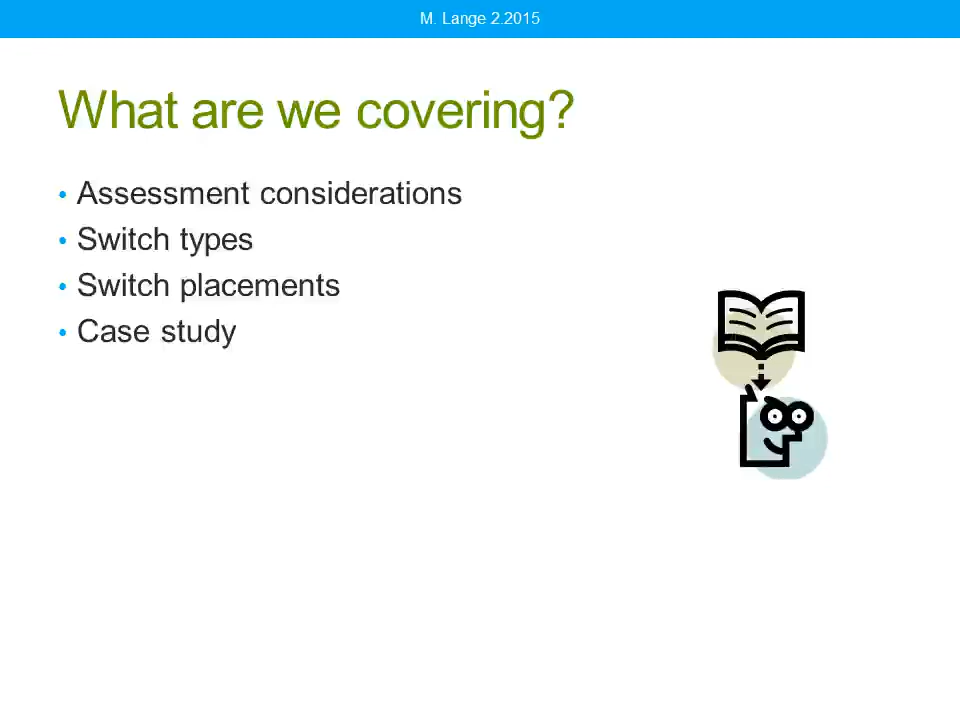 M. Lange 2.2015
What are we covering?
• Assessment considerations
• Switch types
• Switch placements
• Case study